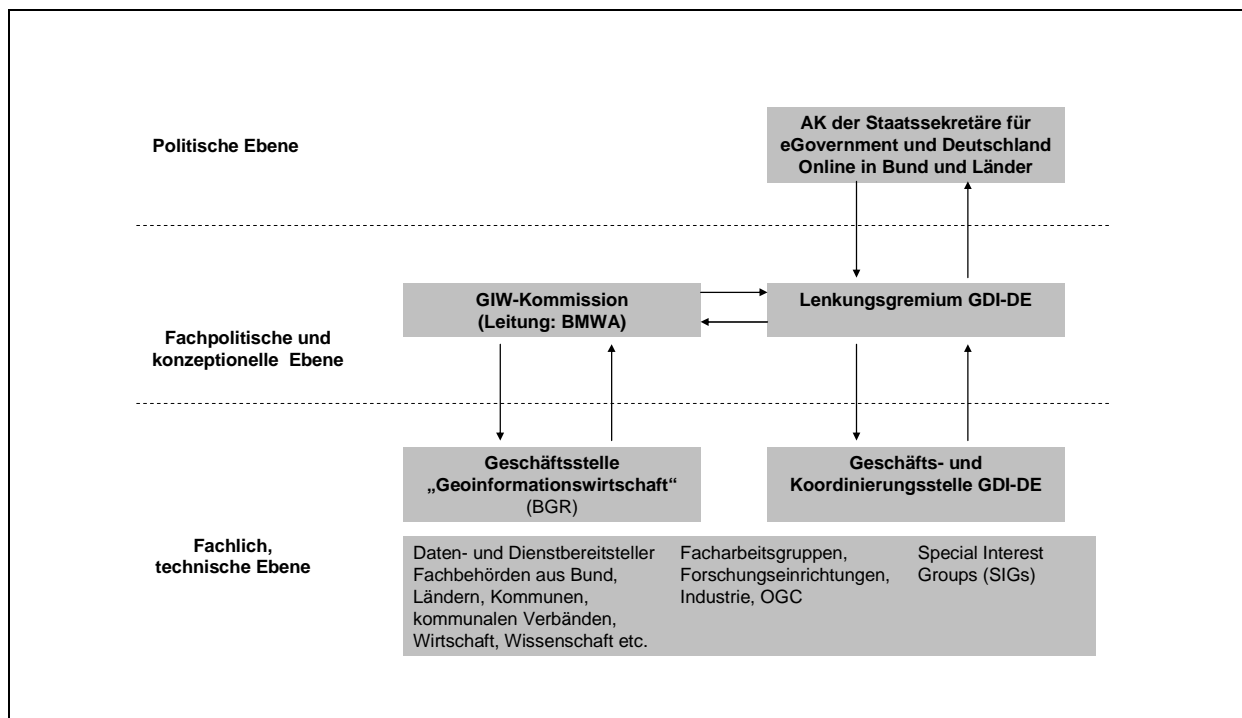 Politische Ebene
AK der Staatssekretäre für
eGovernment und Deutschland
Online in Bund und Länder
Fachpolitische und
konzeptionelle Ebene
GIW-Kommission
(Leitung: BMWA)
Lenkungsgremium GDI-DE
Fachlich,
technische Ebene
Geschäftsstelle
„Geoinformationswirtschaft“
(BGR)
Geschäfts- und
Koordinierungsstelle GDI-DE
Daten- und Dienstbereitsteller
Fachbehörden aus Bund,
Ländern, Kommunen,
kommunalen Verbänden,
Wirtschaft, Wissenschaft etc.
Facharbeitsgruppen,
Forschungseinrichtungen,
Industrie, OGC
Special Interest
Groups (SIGs)